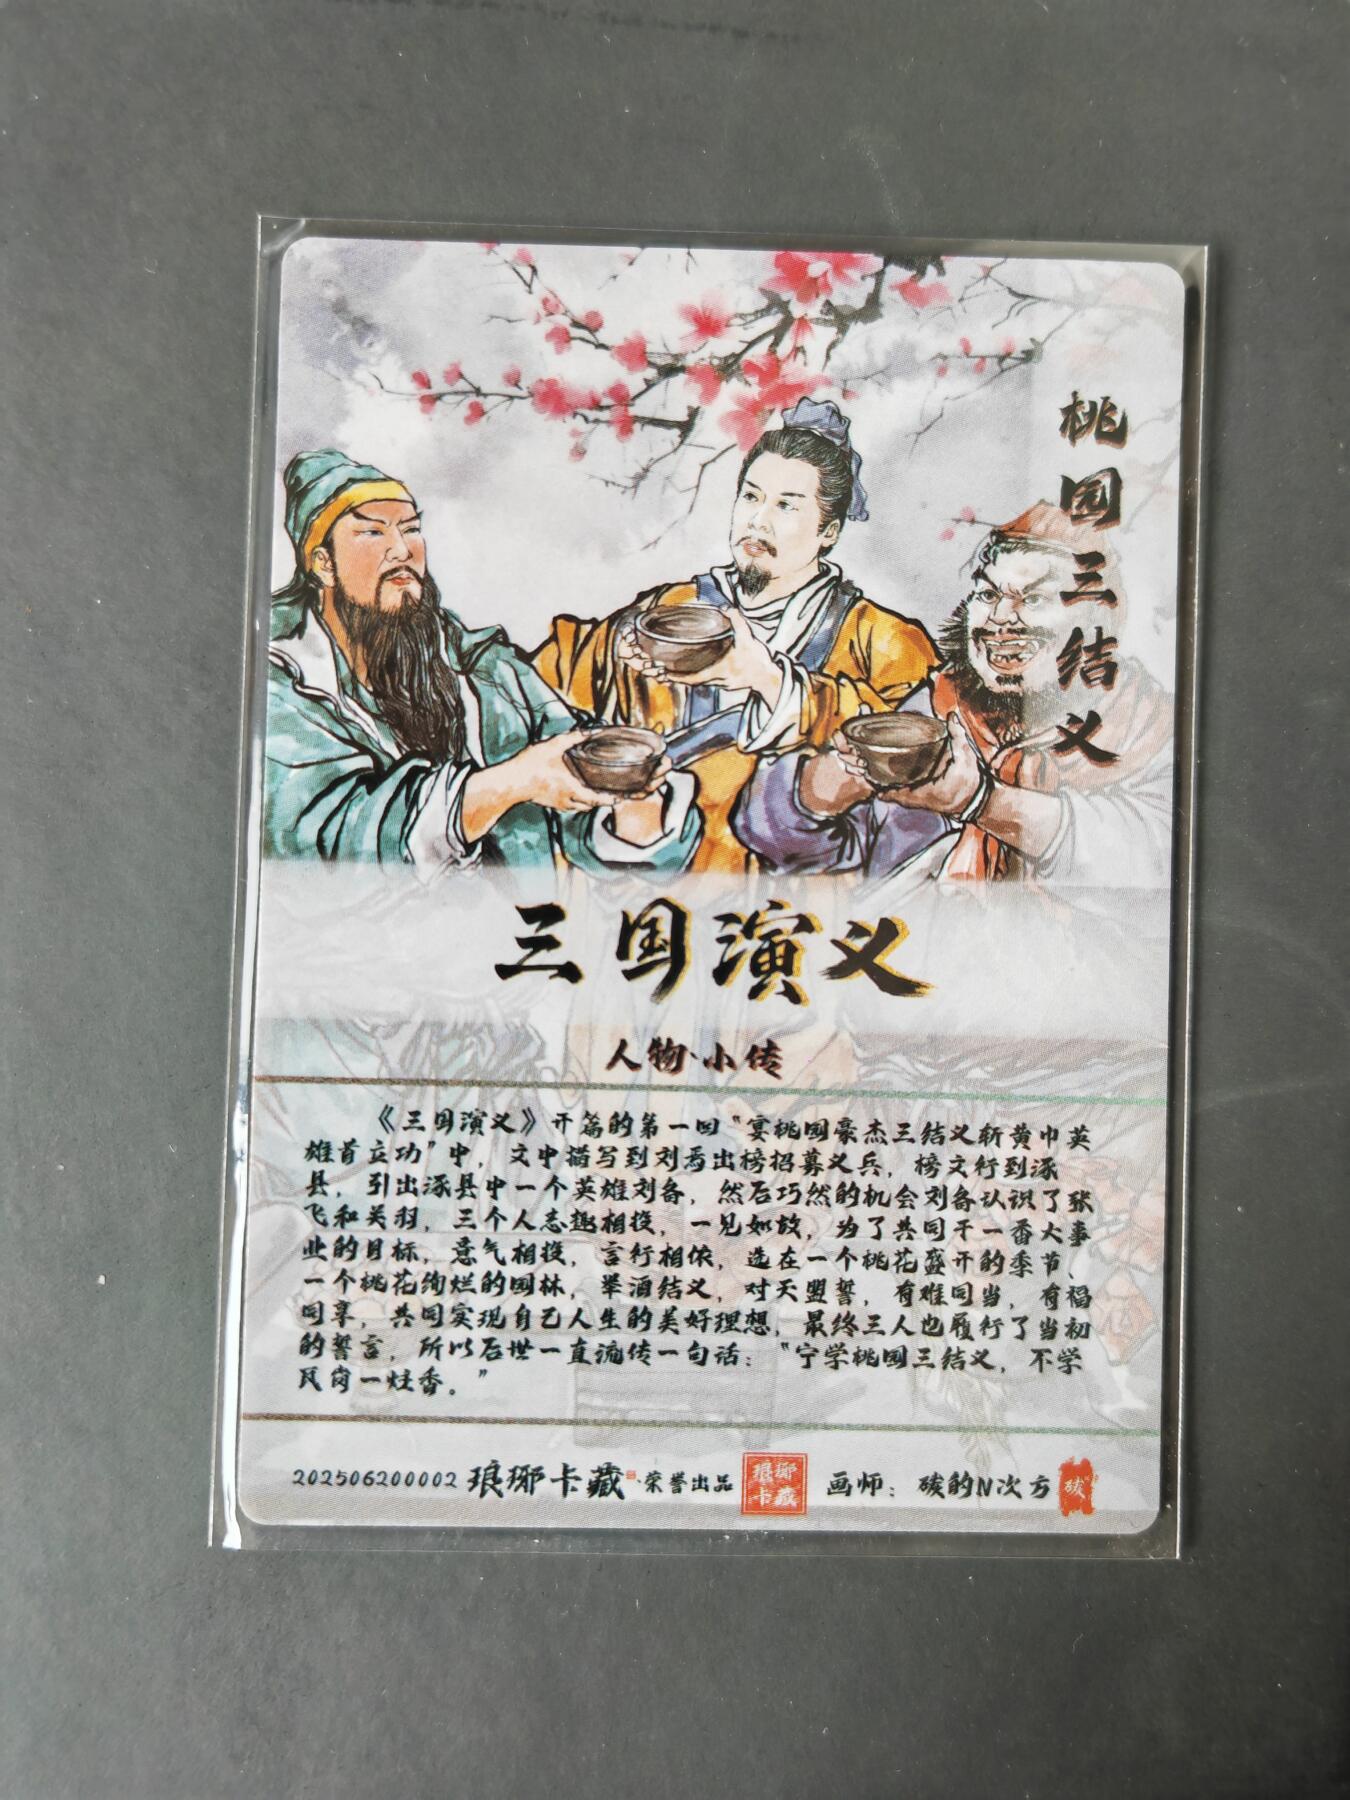 桃园三结义
三国演义
人物·小传
《三国演义》开篇的第一回“宴桃园豪杰三结义斩黄巾英
雄首立功”中，文中描写到刘焉出榜招募义兵，榜文行到涿
县，引出涿县中一个英雄刘备，然后巧然的机会刘备认识了张
飞和关羽，三个人志趣相投，一见如故，为了共同干一番大事
业的目标，意气相投，言行相依，选在一个桃花盛开的季节、
一个桃花绚烂的园林，举酒结义，对天盟誓，有难同当，有福
同享，共同实现自己人生的美好理想，最终三人也履行了当初
的誓言，所以后世一直流传一句话：“宁学桃园三结义，不学
瓦岗一炷香。”
202506200002 琅琊卡藏·荣誉出品 琅琊卡藏 画师：碳的N次方 碳